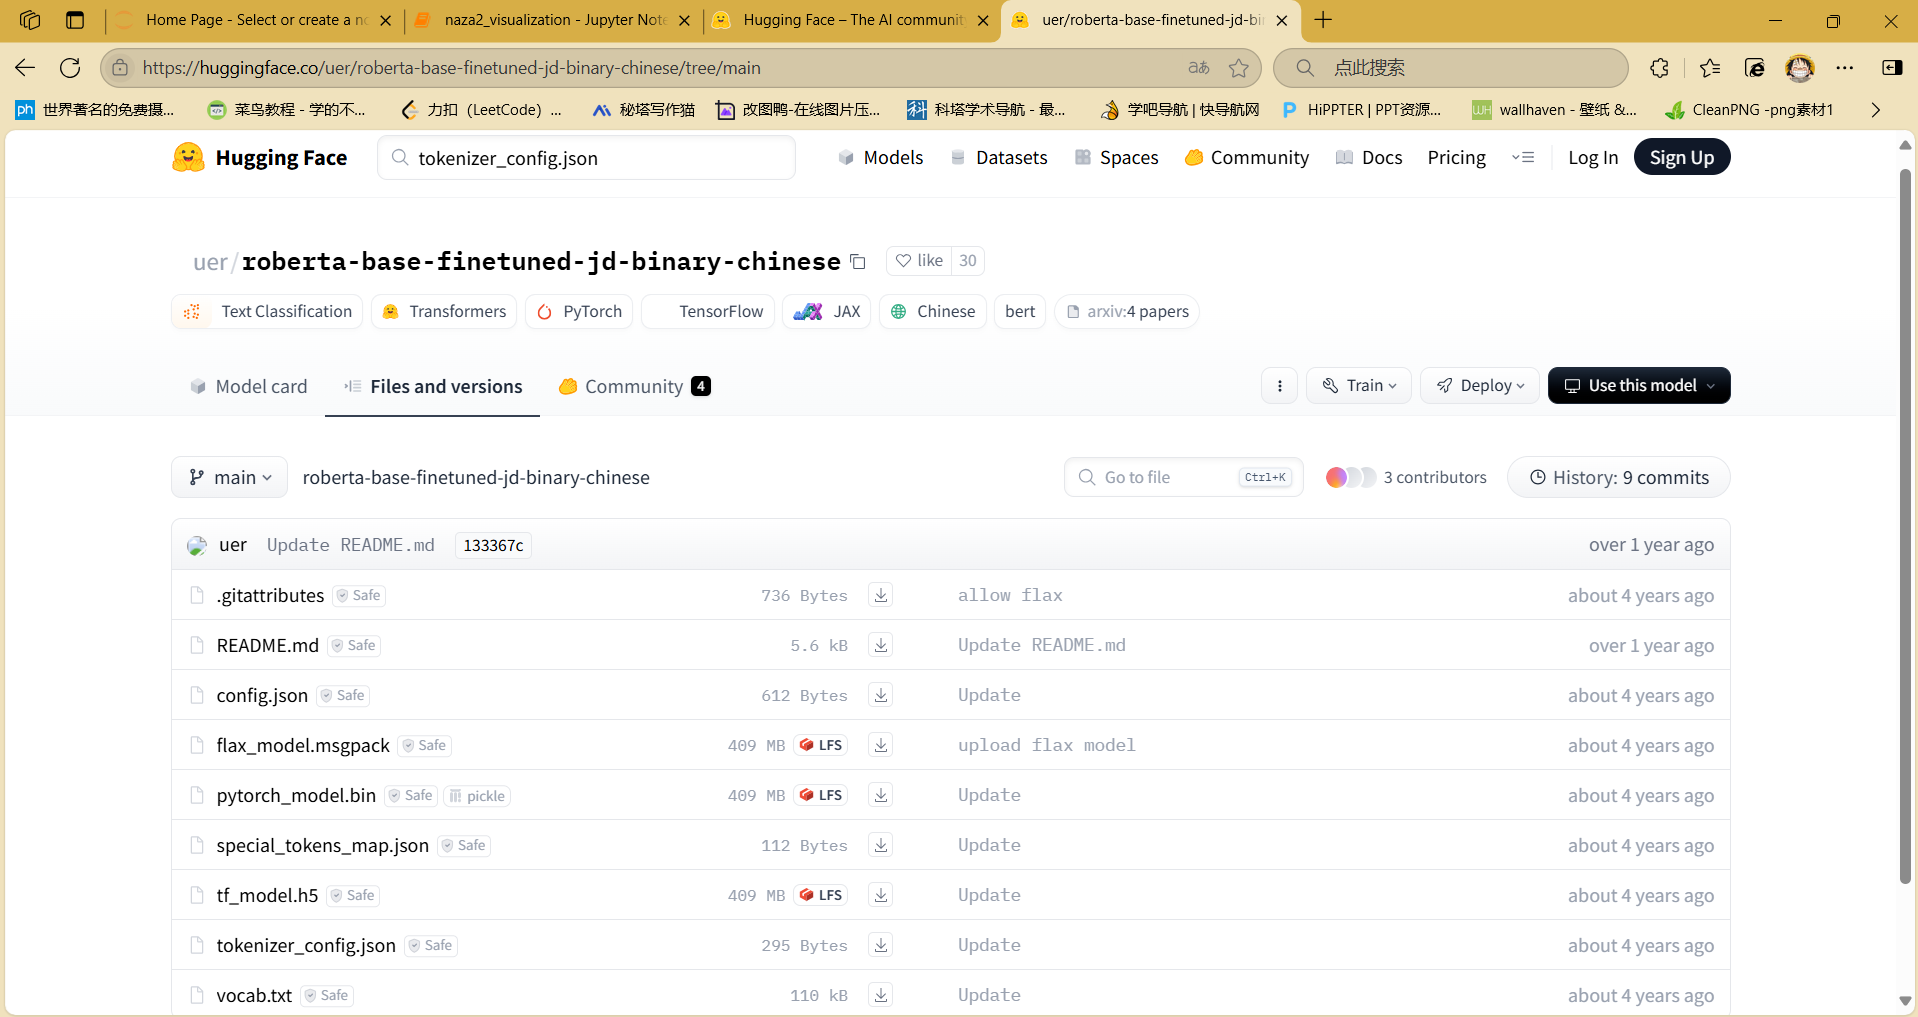 Home Page - Select or create a no
naza2_visualization - Jupyter Note
Hugging Face – The AI communit
uer/roberta-base-finetuned-jd-bi
https://huggingface.co/uer/roberta-base-finetuned-jd-binary-chinese/tree/main
aあ
点此搜索
ph 世界著名的免费摄...
菜鸟教程 - 学的不...
力扣（LeetCode）...
秘塔写作猫
改图鸭-在线图片压...
科 科塔学术导航 - 最...
学吧导航 | 快导航网
P HiPPTER | PPT资源...
WH wallhaven - 壁纸 &...
CleanPNG -png素材1
Hugging Face
tokenizer_config.json
Models
Datasets
Spaces
Community
Docs
Pricing
Log In
Sign Up
uer/roberta-base-finetuned-jd-binary-chinese
like 30
Text Classification
Transformers
PyTorch
TensorFlow
JAX
Chinese
bert
arxiv:4 papers
Model card
Files and versions
Community 4
Train
Deploy
Use this model
main
roberta-base-finetuned-jd-binary-chinese
Go to file Ctrl+K
3 contributors
History: 9 commits
uer Update README.md 133367c over 1 year ago
.gitattributes Safe 736 Bytes allow flax about 4 years ago
README.md Safe 5.6 kB Update README.md over 1 year ago
config.json Safe 612 Bytes Update about 4 years ago
flax_model.msgpack Safe 409 MB LFS upload flax model about 4 years ago
pytorch_model.bin Safe pickle 409 MB LFS Update about 4 years ago
special_tokens_map.json Safe 112 Bytes Update about 4 years ago
tf_model.h5 Safe 409 MB LFS Update about 4 years ago
tokenizer_config.json Safe 295 Bytes Update about 4 years ago
vocab.txt Safe 110 kB Update about 4 years ago